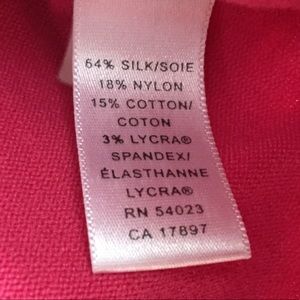 64% SILK/SOIE
18% NYLON
15% COTTON/
COTON
3% LYCRA®
SPANDEX/
ÉLASTHANNE
LYCRA®
RN 54023
CA 17897